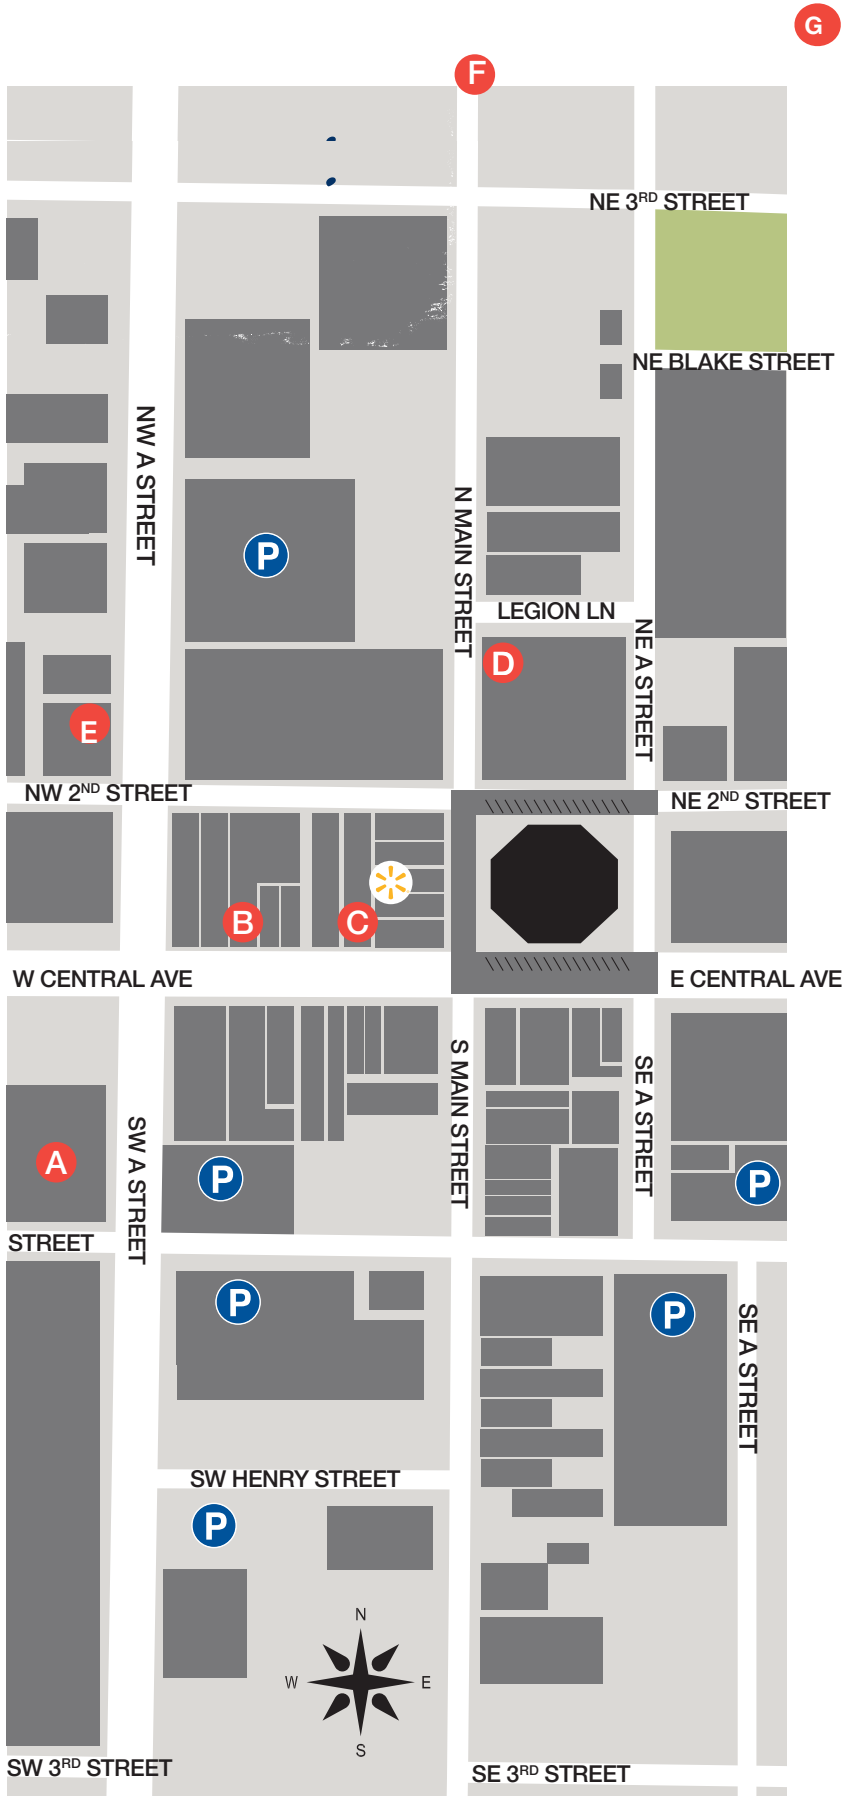 G
F
NE 3RD STREET
NE BLAKE STREET
NW A STREET
N MAIN STREET
P
LEGION LN
NE A STREET
D
E
NW 2ND STREET
NE 2ND STREET
B
C
W CENTRAL AVE
E CENTRAL AVE
S MAIN STREET
SE A STREET
SW A STREET
A
P
P
STREET
P
P
SE A STREET
SW HENRY STREET
P
N
W
E
S
SW 3RD STREET
SE 3RD STREET